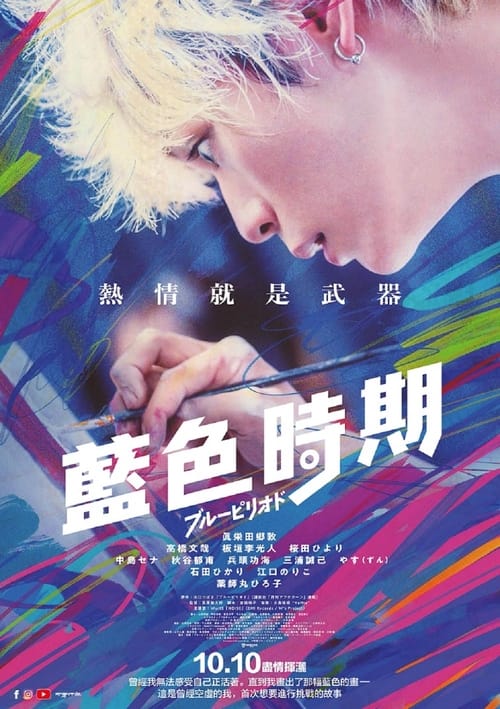 熱情就是武器
藍色時期
ブルーピリオド
眞栄田郷敦
高橋文哉 板垣李光人 桜田ひより
中島セナ 秋谷郁甫 兵頭功海 三浦誠己 やす(ずん)
石田ひかり 江口のりこ
薬師丸ひろ子
10.10 盡情揮灑
曾經我無法感受自己正活著。直到我畫出了那幅藍色的畫—
這是曾經空虛的我，首次想要進行挑戰的故事